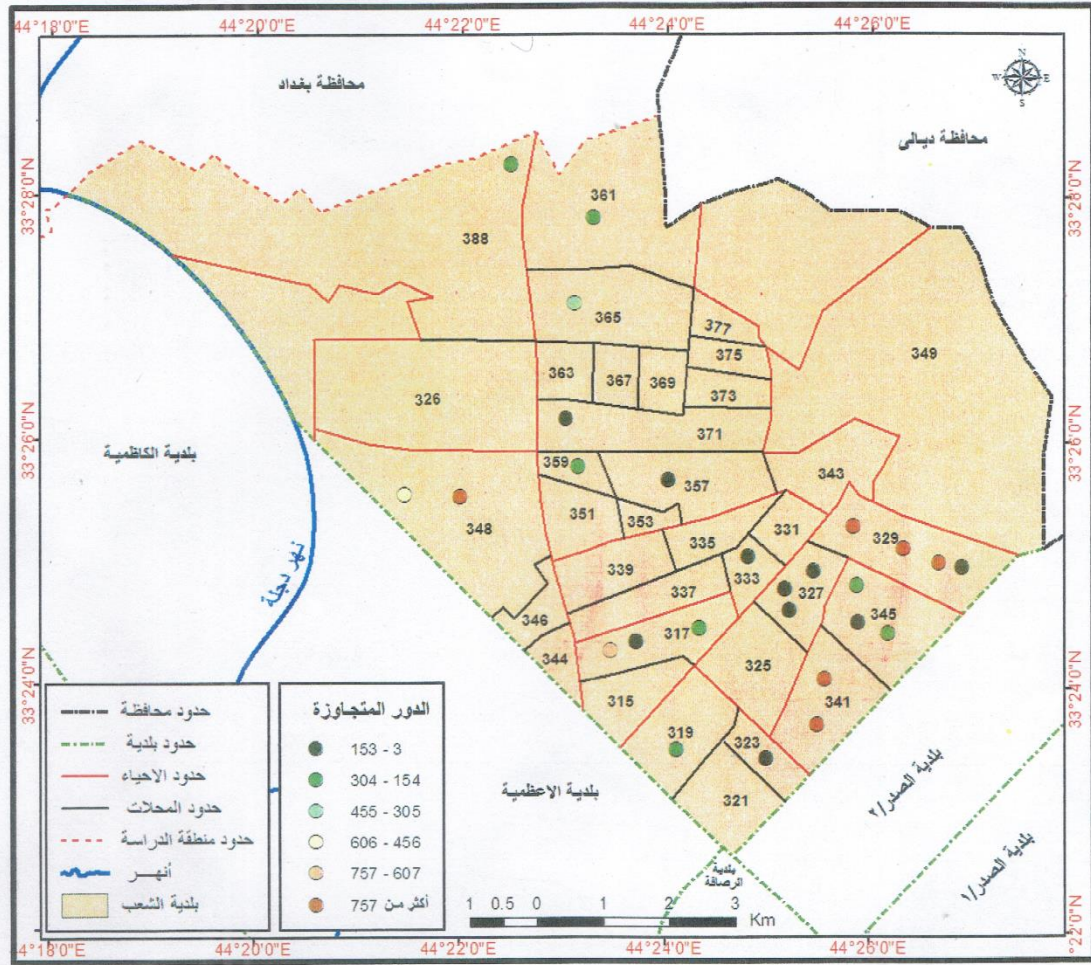 44°18'0"E 44°20'0"E 44°22'0"E 44°24'0"E 44°26'0"E
N
W E
S
محافظة بغداد
محافظة ديالى
33°28'0"N
33°28'0"N
361
388
365
377
349
375
363
367
369
373
326
371
33°26'0"N
33°26'0"N
بلدية الكاظمية
359
357
343
351
348
353
331
329
335
نهر دجلة
339
333
327
337
345
346
317
344
325
33°24'0"N
33°24'0"N
315
341
319
323
321
بلدية الاعظمية
بلدية الصدر/٢
بلدية الصدر/١
بلدية
الرصافة
حدود محافظة
حدود بلدية
حدود الاحياء
حدود المحلات
حدود منطقة الدراسة
أنهـــر
بلدية الشعب
الدور المتجاوزة
153 - 3
304 - 154
455 - 305
606 - 456
757 - 607
أكثر من 757
1 0.5 0 1 2 3
Km
°22'0"N
44°18'0"E 44°20'0"E 44°22'0"E 44°24'0"E 44°26'0"E